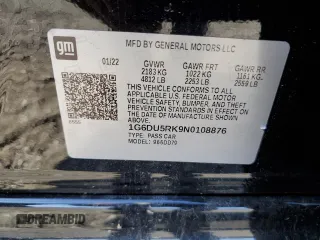 gm
MFD BY GENERAL MOTORS LLC
01/22
GVWR GAWR FRT GAWR RR
2183 KG 1022 KG 1161 KG
4812 LB 2253 LB 2559 LB
THIS VEHICLE CONFORMS TO ALL
APPLICABLE U.S. FEDERAL MOTOR
VEHICLE SAFETY, BUMPER, AND THEFT
PREVENTION STANDARDS IN EFFECT ON
THE DATE OF MANUFACTURE SHOWN
ABOVE.
1G6DU5RK9N0108876
TYPE: PASS CAR
MODEL: 6DD79
DREAMBID